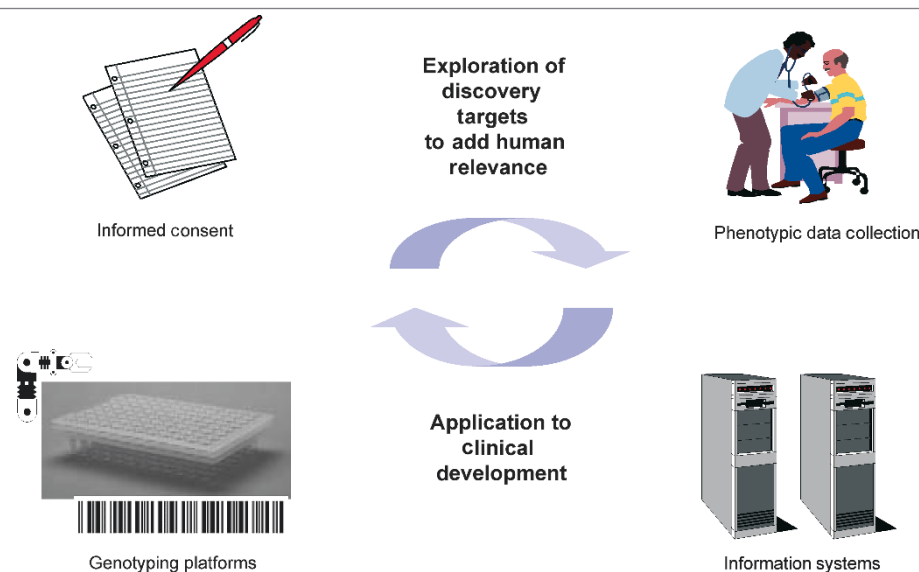 Exploration of
discovery
targets
to add human
relevance
Informed consent
Phenotypic data collection
Application to
clinical
development
Genotyping platforms
Information systems